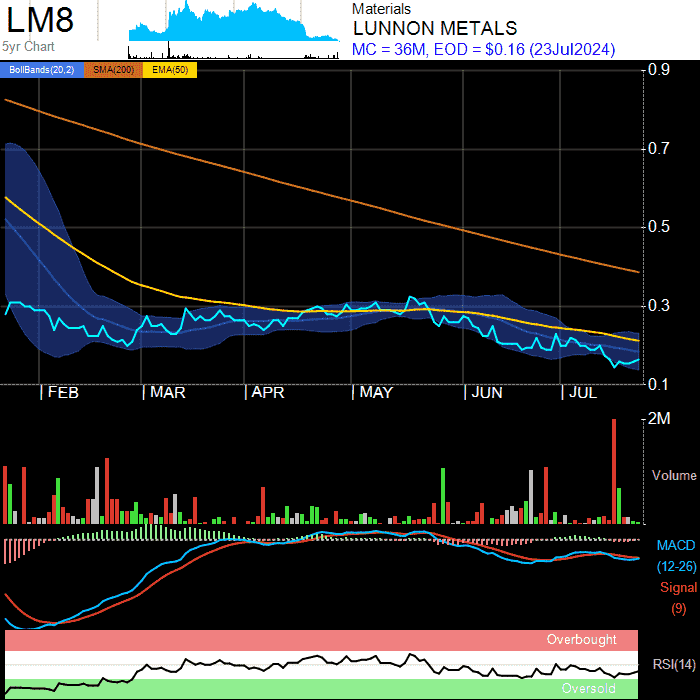 LM8
5yr Chart
Materials
LUNNON METALS
MC = 36M, EOD = $0.16 (23Jul2024)
BollBands(20,2) SMA(200) EMA(50)
0.9
0.7
0.5
0.3
0.1
FEB MAR APR MAY JUN JUL
2M
Volume
MACD
(12-26)
Signal
(9)
Overbought
RSI(14)
Oversold